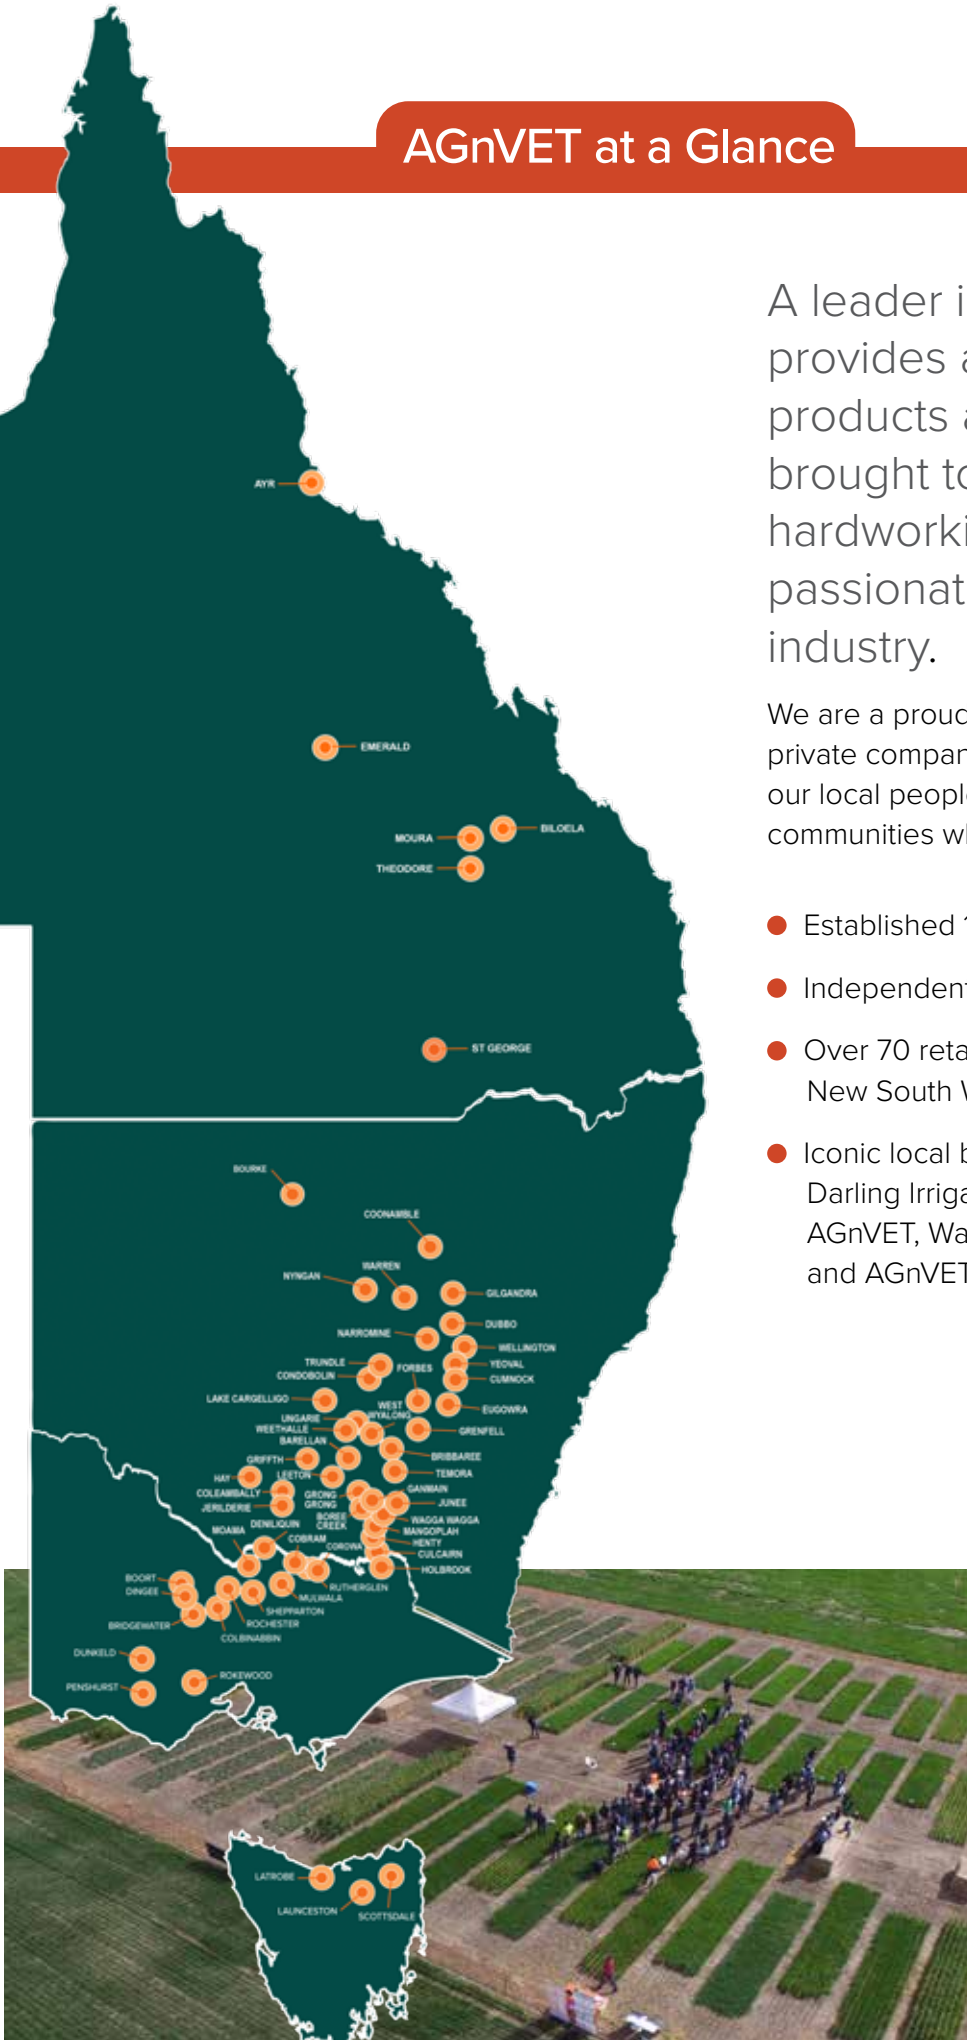 AGnVET at a Glance
A leader i
provides a
products a
brought to
hardworki
passionat
industry.
We are a proud
private compan
our local people
communities wh
Established
Independent
Over 70 reta
New South W
Iconic local b
Darling Irriga
AGnVET, Wa
and AGnVET
AYR
EMERALD
BILOELA
MOURA
THEODORE
ST GEORGE
BOURKE
COONAMBLE
WARREN
NYNGAN
GILGANDRA
DUBBO
NARROMINE
WELLINGTON
TRUNDLE
YEOVAL
FORBES
CONDOBOLIN
CUMNOCK
LAKE CARGELLIGO
WEST
WYALONG
EUGOWRA
UNGARIE
WEETHALLE
GRENFELL
BARELLAN
BRIBBAREE
GRIFFTH
TEMORA
HAY
LEETON
COLEAMBALLY
GANMAIN
GRONG
GRONG
JERILDERIE
JUNEE
BOREE
CREEK
WAGGA WAGGA
DENILIQUIN
MANGOPLAH
MOAMA
COBRAM
COROWA
HENTY
CULCAIRN
HOLBROOK
BOORT
DINGEE
RUTHERGLEN
MULWALA
SHEPPARTON
BRIDGEWATER
ROCHESTER
COLBINABBIN
DUNKELD
ROKEWOOD
PENSHURST
LATROBE
LAUNCESTON
SCOTTSDALE